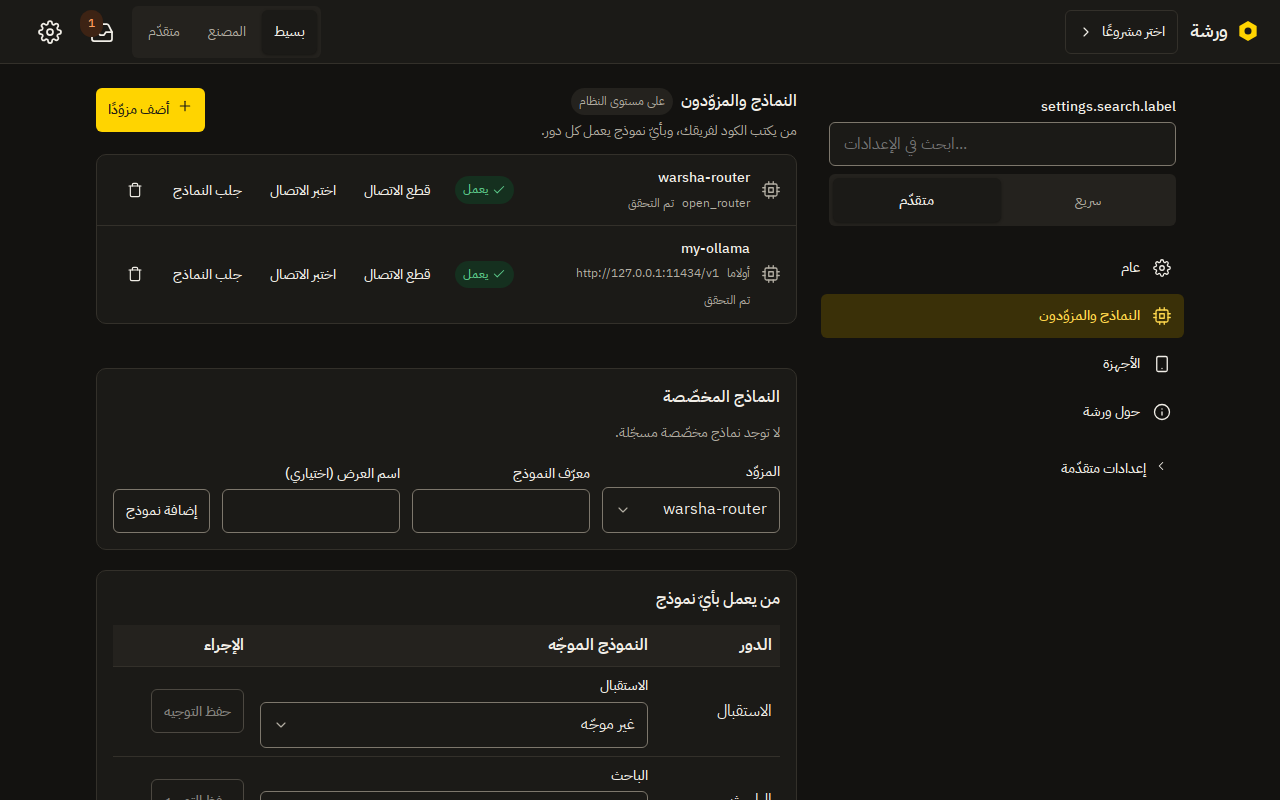 ورشة
اختر مشروعًا
بسيط
المصنع
متقدّم
1
settings.search.label
ابحث في الإعدادات...
سريع
متقدّم
عام
النماذج والمزوّدون
الأجهزة
حول ورشة
إعدادات متقدّمة
النماذج والمزوّدون
على مستوى النظام
من يكتب الكود لفريقك، وبأيّ نموذج يعمل كل دور.
أضف مزوّدًا
warsha-router
open_router تم التحقق
يعمل
قطع الاتصال
اختبر الاتصال
جلب النماذج
my-ollama
أولاما http://127.0.0.1:11434/v1
تم التحقق
يعمل
قطع الاتصال
اختبر الاتصال
جلب النماذج
النماذج المخصّصة
لا توجد نماذج مخصّصة مسجّلة.
المزوّد
warsha-router
معرّف النموذج
اسم العرض (اختياري)
إضافة نموذج
من يعمل بأيّ نموذج
الدور
النموذج الموجّه
الإجراء
الاستقبال
الاستقبال
غير موجّه
حفظ التوجيه
الباحث